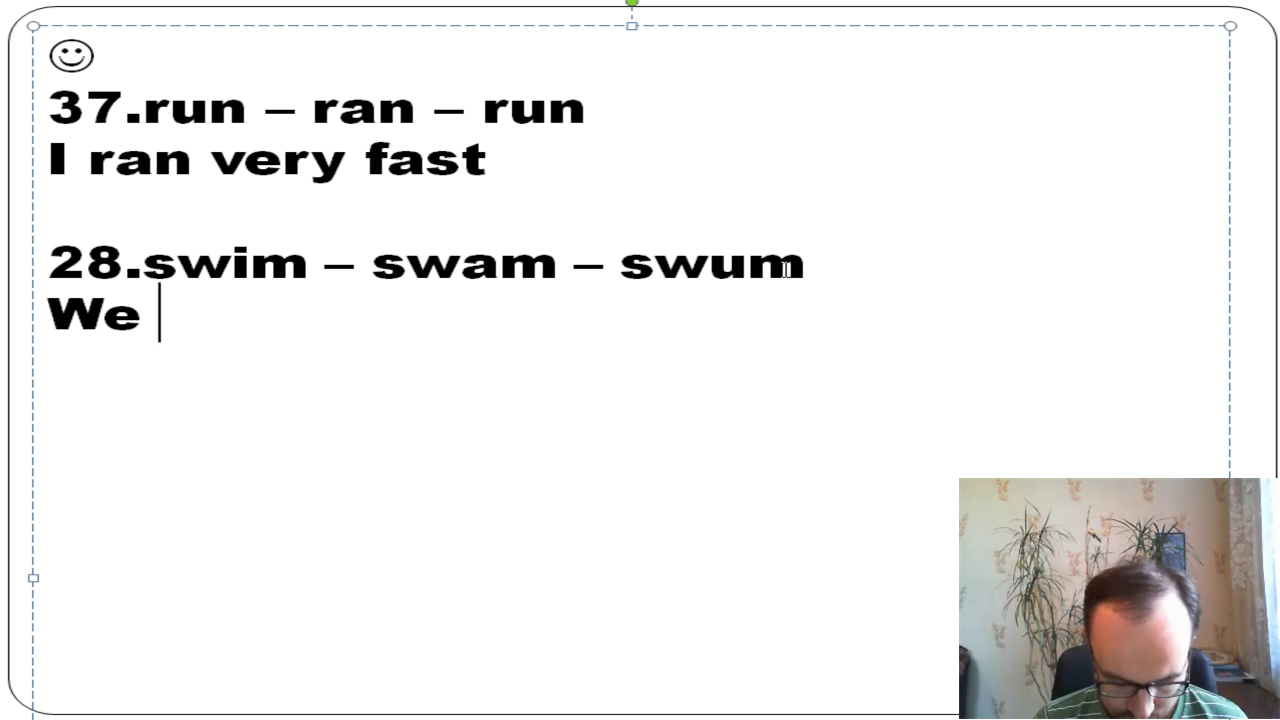 37.run – ran – run
I ran very fast
28.swim – swam – swum
We